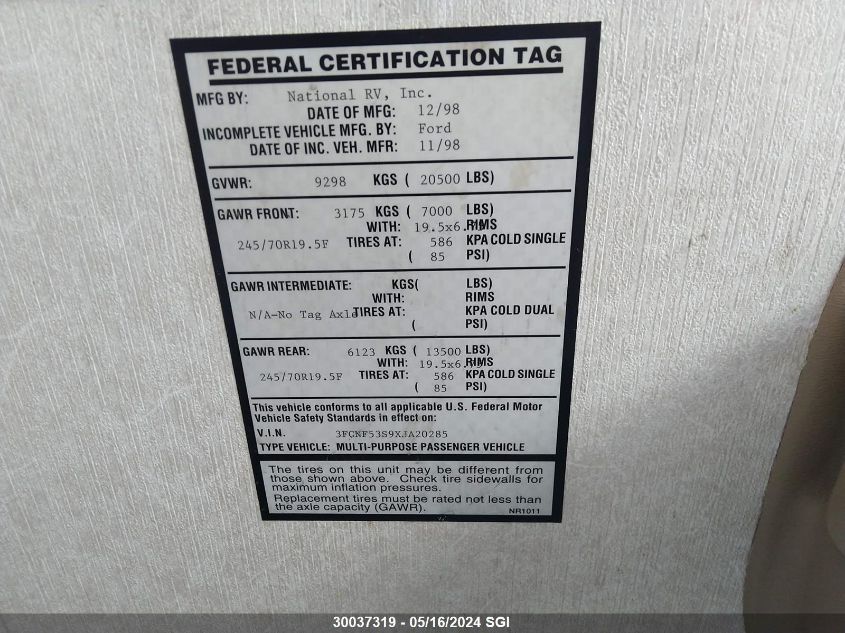 FEDERAL CERTIFICATION TAG
MFG BY: National RV, Inc.
DATE OF MFG: 12/98
INCOMPLETE VEHICLE MFG. BY: Ford
DATE OF INC. VEH. MFR: 11/98
GVWR: 9298 KGS ( 20500 LBS)
GAWR FRONT: 3175 KGS ( 7000 LBS)
WITH: 19.5x6. RIMS
245/70R19.5F TIRES AT: 586 KPA COLD SINGLE
( 85 PSI)
GAWR INTERMEDIATE: KGS( LBS)
WITH: RIMS
N/A-No Tag Axle TIRES AT: KPA COLD DUAL
( PSI)
GAWR REAR: 6123 KGS ( 13500 LBS)
WITH: 19.5x6. RIMS
245/70R19.5F TIRES AT: 586 KPA COLD SINGLE
( 85 PSI)
This vehicle conforms to all applicable U.S. Federal Motor
Vehicle Safety Standards in effect on:
V.I.N. 3FCNF53S9XJA20285
TYPE VEHICLE: MULTI-PURPOSE PASSENGER VEHICLE
The tires on this unit may be different from
those shown above. Check tire sidewalls for
maximum inflation pressures.
Replacement tires must be rated not less than
the axle capacity (GAWR).
NR1011
30037319 - 05/16/2024 SGI